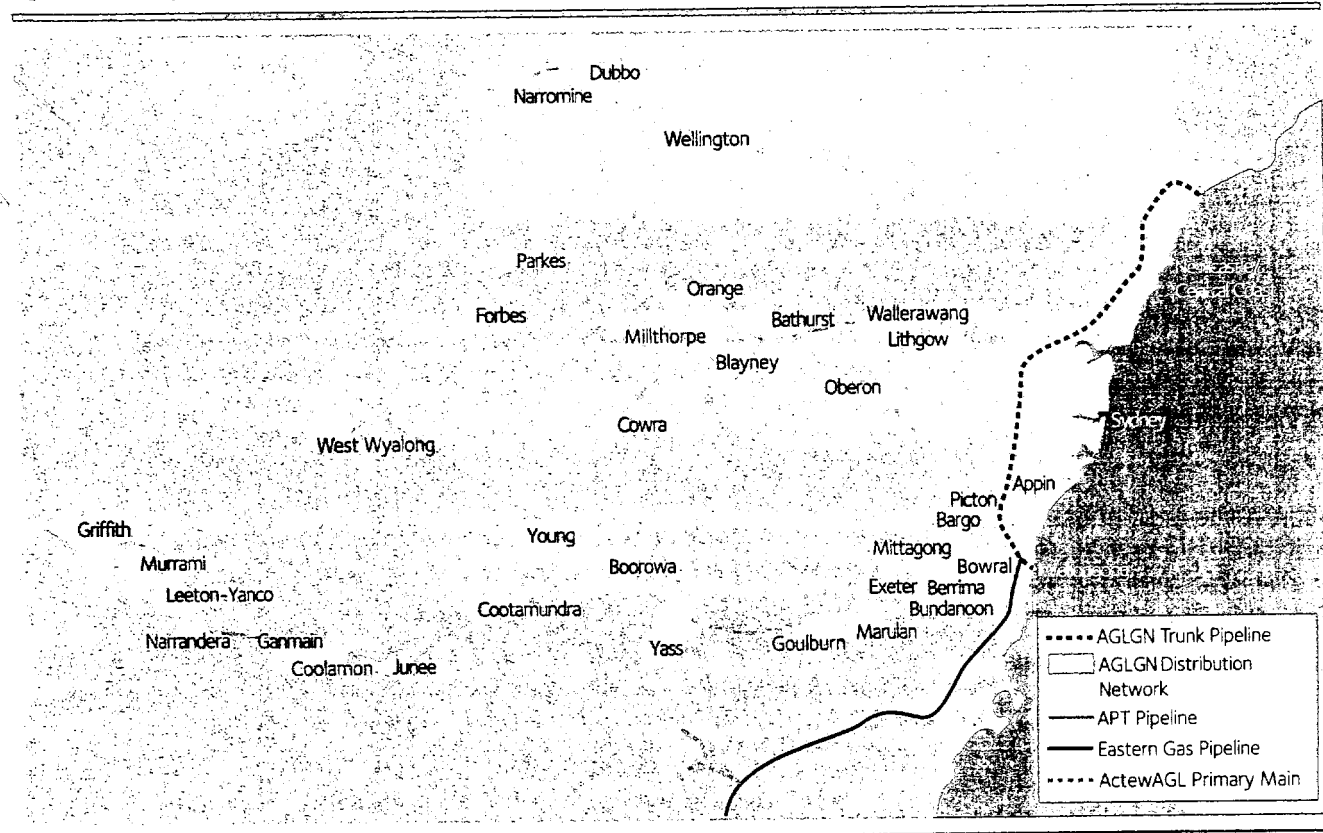 Dubbo
Narromine
Wellington
Parkes
Orange
Forbes
Bathurst
Wallerawang
Millthorpe
Lithgow
Blayney
Oberon
Cowra
West Wyalong
Sydney
Appin
Picton
Bargo
Griffith
Young
Mittagong
Murrami
Boorowa
Bowral
Leeton-Yanco
Exeter
Berrima
Cootamundra
Bundanoon
Narrandera
Ganmain
Yass
Goulburn
Marulan
Coolamon
Junee
AGLGN Trunk Pipeline
AGLGN Distribution
Network
APT Pipeline
Eastern Gas Pipeline
ActewAGL Primary Main